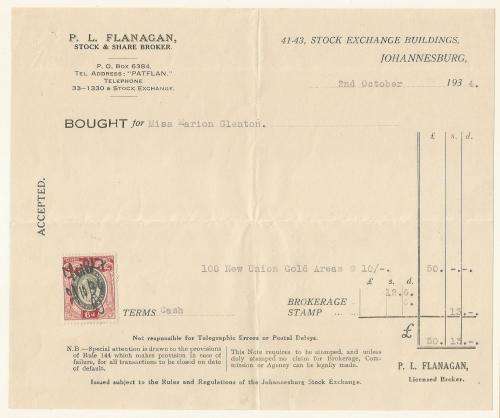 P. L. FLANAGAN,
STOCK & SHARE BROKER.
P. O. BOX 6384.
TEL. ADDRESS: "PATFLAN."
TELEPHONE
33-1330 & STOCK EXCHANGE.
41-43, STOCK EXCHANGE BUILDINGS,
JOHANNESBURG,
2nd October 1934.
BOUGHT for Miss Marion Glenton.
£ s. d.
ACCEPTED.
100 New Union Gold Areas @ 10/-. 50. -. -.
£ s. d.
BROKERAGE 12.6.
STAMP ... 6. 13.-.
6d
TERMS Cash
£ 50 13.-.
Not responsible for Telegraphic Errors or Postal Delays.
N.B.—Special attention is drawn to the provisions
of Rule 144 which makes provision in case of
failure, for all transactions to be closed on date
of default.
This Note requires to be stamped, and unless
duly stamped no claim for Brokerage, Com-
mission or Agency can be legally made.
P. L. FLANAGAN,
Licensed Broker.
Issued subject to the Rules and Regulations of the Johannesburg Stock Exchange.